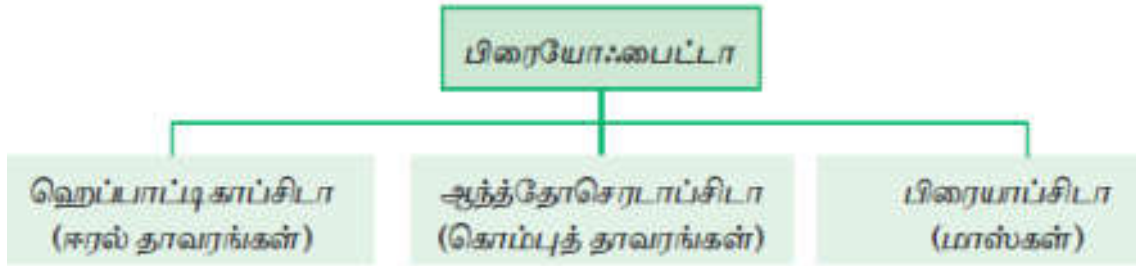 பிரையோஃபைட்டா
ஹெப்பாட்டிகாப்சிடா
(ஈரல் தாவரங்கள்)
ஆந்த்தோசெரடாப்சிடா
(கொம்புத் தாவரங்கள்)
பிரையாப்சிடா
(மாஸ்கள்)